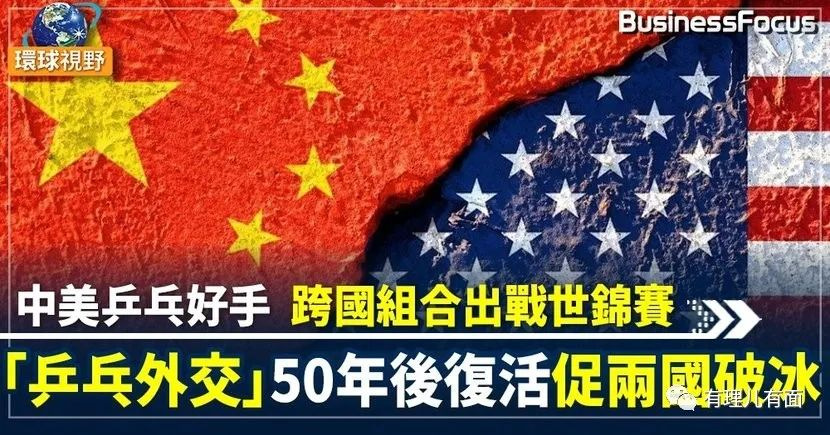 BusinessFocus
環球視野
中美乒乓好手 跨國組合出戰世錦賽
「乒乓外交」50年後復活促兩國破冰
有理儿有面